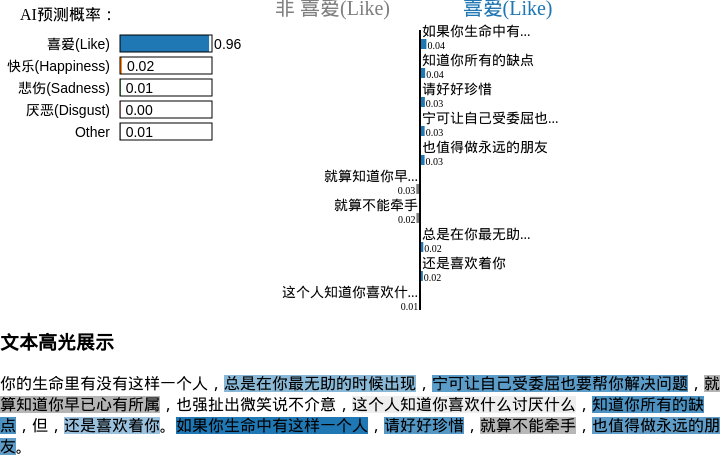 AI预测概率：
喜爱(Like) 0.96
快乐(Happiness) 0.02
悲伤(Sadness) 0.01
厌恶(Disgust) 0.00
Other 0.01
非 喜爱(Like) 喜爱(Like)
如果你生命中有...
0.04
知道你所有的缺点
0.04
请好好珍惜
0.03
宁可让自己受委屈也...
0.03
也值得做永远的朋友
0.03
就算知道你早...
0.03
就算不能牵手
0.02
总是在你最无助...
0.02
还是喜欢着你
0.02
这个人知道你喜欢什...
0.01
文本高光展示
你的生命里有没有这样一个人，总是在你最无助的时候出现，宁可让自己受委屈也要帮你解决问题，就
算知道你早已心有所属，也强扯出微笑说不介意，这个人知道你喜欢什么讨厌什么，知道你所有的缺
点，但，还是喜欢着你。如果你生命中有这样一个人，请好好珍惜，就算不能牵手，也值得做永远的朋
友。